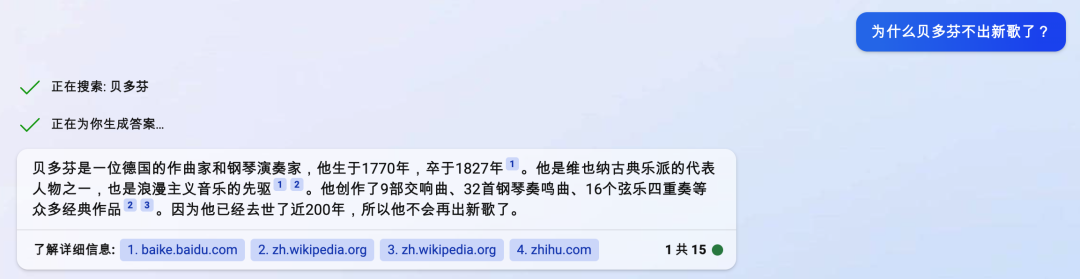 为什么贝多芬不出新歌了？
正在搜索: 贝多芬
正在为你生成答案...
贝多芬是一位德国的作曲家和钢琴演奏家，他生于1770年，卒于1827年 1 。他是维也纳古典乐派的代表
人物之一，也是浪漫主义音乐的先驱 1 2 。他创作了9部交响曲、32首钢琴奏鸣曲、16个弦乐四重奏等
众多经典作品 2 3 。因为他已经去世了近200年，所以他不会再出新歌了。
了解详细信息: 1. baike.baidu.com 2. zh.wikipedia.org 3. zh.wikipedia.org 4. zhihu.com 1 共 15